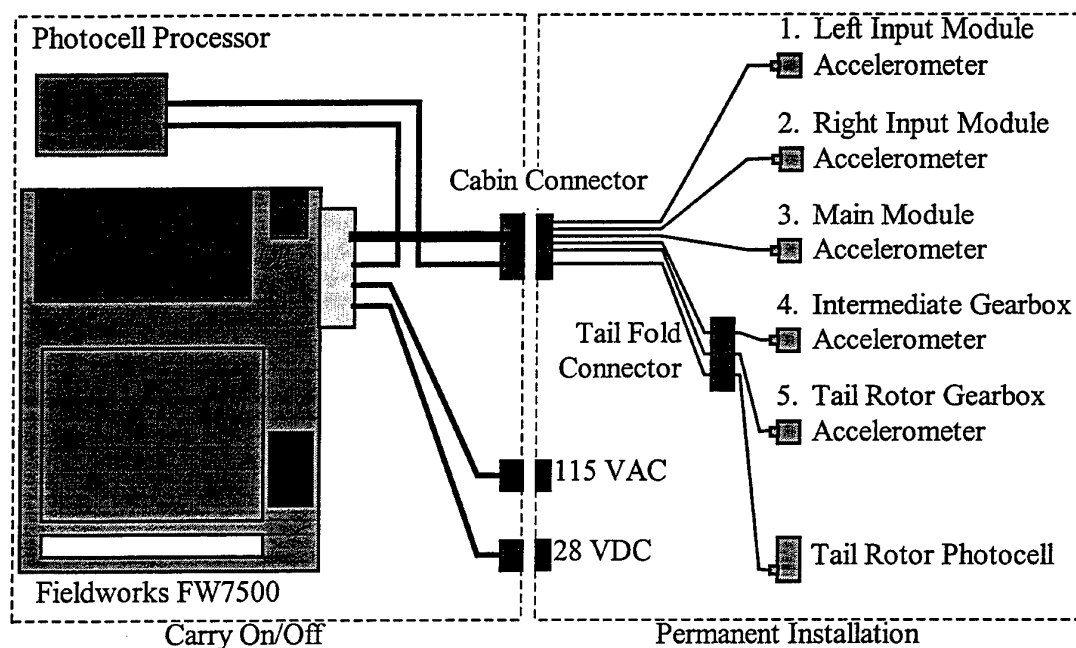 Photocell Processor
Fieldworks FW7500
Carry On/Off
Cabin Connector
Tail Fold
Connector
115 VAC
28 VDC
1. Left Input Module
Accelerometer
2. Right Input Module
Accelerometer
3. Main Module
Accelerometer
4. Intermediate Gearbox
Accelerometer
5. Tail Rotor Gearbox
Accelerometer
Tail Rotor Photocell
Permanent Installation